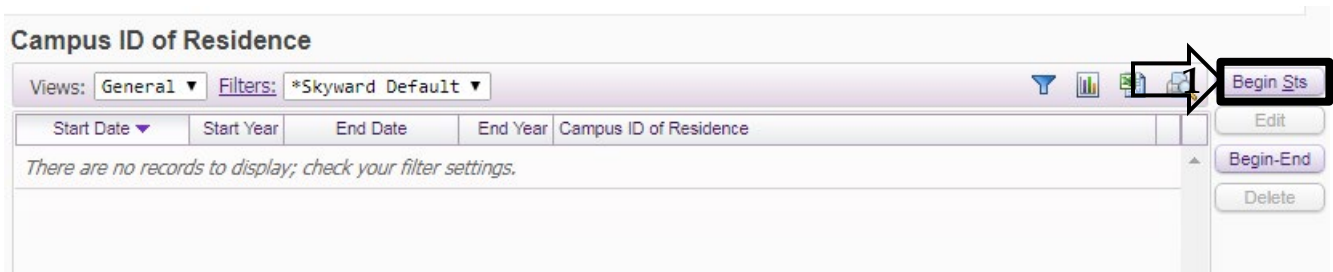 Campus ID of Residence
Views: General ▼ Filters: *Skyward Default ▼
1
Begin Sts
Start Date Start Year End Date End Year Campus ID of Residence
Edit
There are no records to display; check your filter settings.
Begin-End
Delete